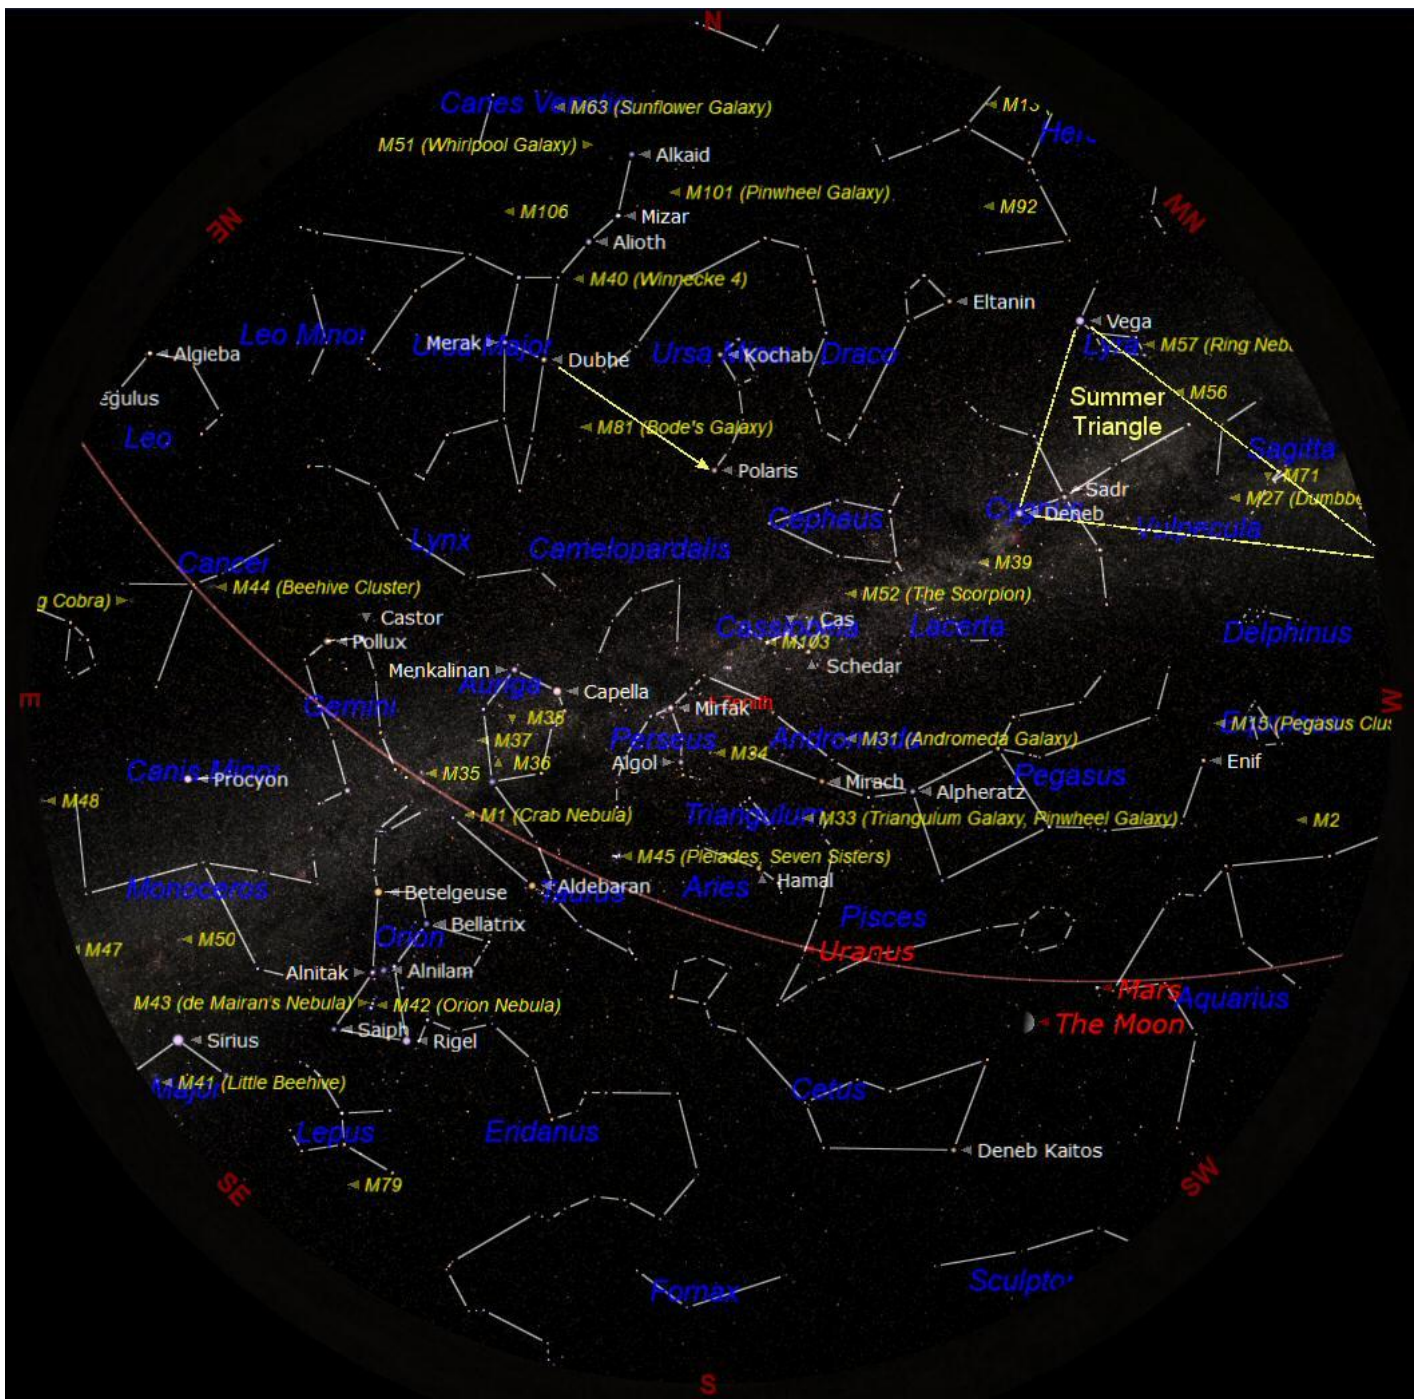 N
M63 (Sunflower Galaxy)
M51 (Whirlpool Galaxy)
Alkaid
M101 (Pinwheel Galaxy)
M106
M92
NE
NW
Mizar
Alioth
M40 (Winnecke 4)
Eltanin
Vega
Lyra
M57 (Ring Neb
Leo Minor
Merak
Ursa Major
Dubhe
Kochab
Draco
Algieba
egulus
Leo
M56
Summer
Triangle
M81 (Bode's Galaxy)
Sagitta
M71
Polaris
Sadr
M27 (Dumbbe
Cygnus
Deneb
Vulpecula
Cepheus
Lynx
Camelopardalis
Cancer
M39
M44 (Beehive Cluster)
M52 (The Scorpion)
g Cobra)
Castor
Cas
Cassiopeia
Lacerta
Delphinus
M103
Pollux
Menkalinan
Schedar
Auriga
Capella
E
Gemini
Zenith
Mirfak
M38
M37
Perseus
M34
Andromeda
M31 (Andromeda Galaxy)
M15 (Pegasus Clus
M36
Algol
Enif
Canis Minor
Procyon
M35
Mirach
Pegasus
Alpheratz
M48
M1 (Crab Nebula)
Triangulum
M33 (Triangulum Galaxy, Pinwheel Galaxy)
M2
M45 (Pleiades, Seven Sisters)
Monoceros
Betelgeuse
Taurus
Aldebaran
Aries
Hamal
Pisces
Bellatrix
M50
Orion
M47
Uranus
Alnitak
Alnilam
Mars
Aquarius
M43 (de Mairan's Nebula)
M42 (Orion Nebula)
The Moon
Saiph
Sirius
Rigel
M41 (Little Beehive)
Major
Cetus
Lepus
Eridanus
Deneb Kaitos
M79
SE
SW
Fornax
Sculptor
S